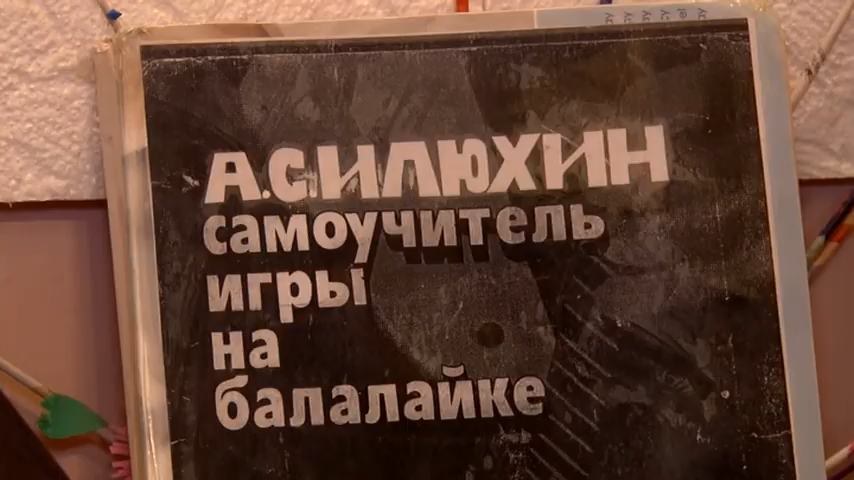 А.СИЛЮХИН
самоучитель
игры
на
балалайке